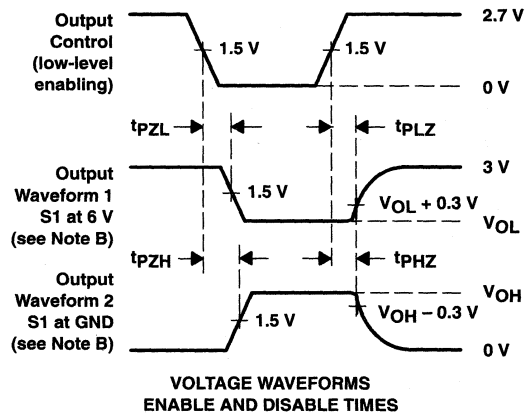 Output
Control
(low-level
enabling)
1.5 V
1.5 V
2.7 V
0 V
tPZL
tPLZ
Output
Waveform 1
S1 at 6 V
(see Note B)
1.5 V
3 V
VOL + 0.3 V
VOL
tPZH
tPHZ
Output
Waveform 2
S1 at GND
(see Note B)
1.5 V
VOH
VOH – 0.3 V
0 V
VOLTAGE WAVEFORMS
ENABLE AND DISABLE TIMES